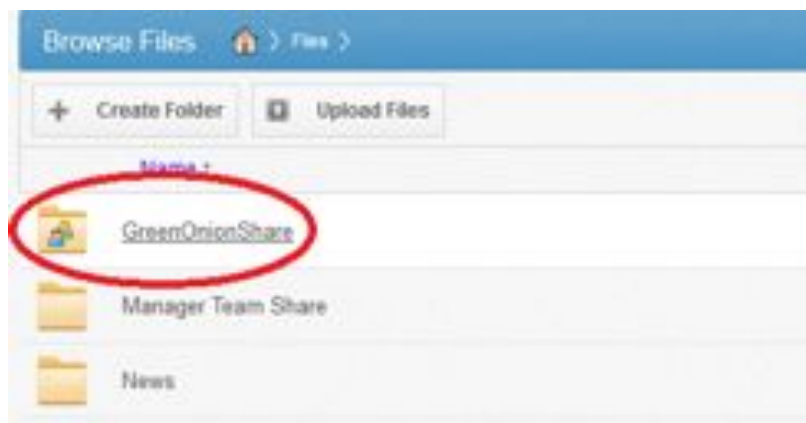 Browse Files > Files >
+ Create Folder Upload Files
Name
GreenOnionShare
Manager Team Share
News